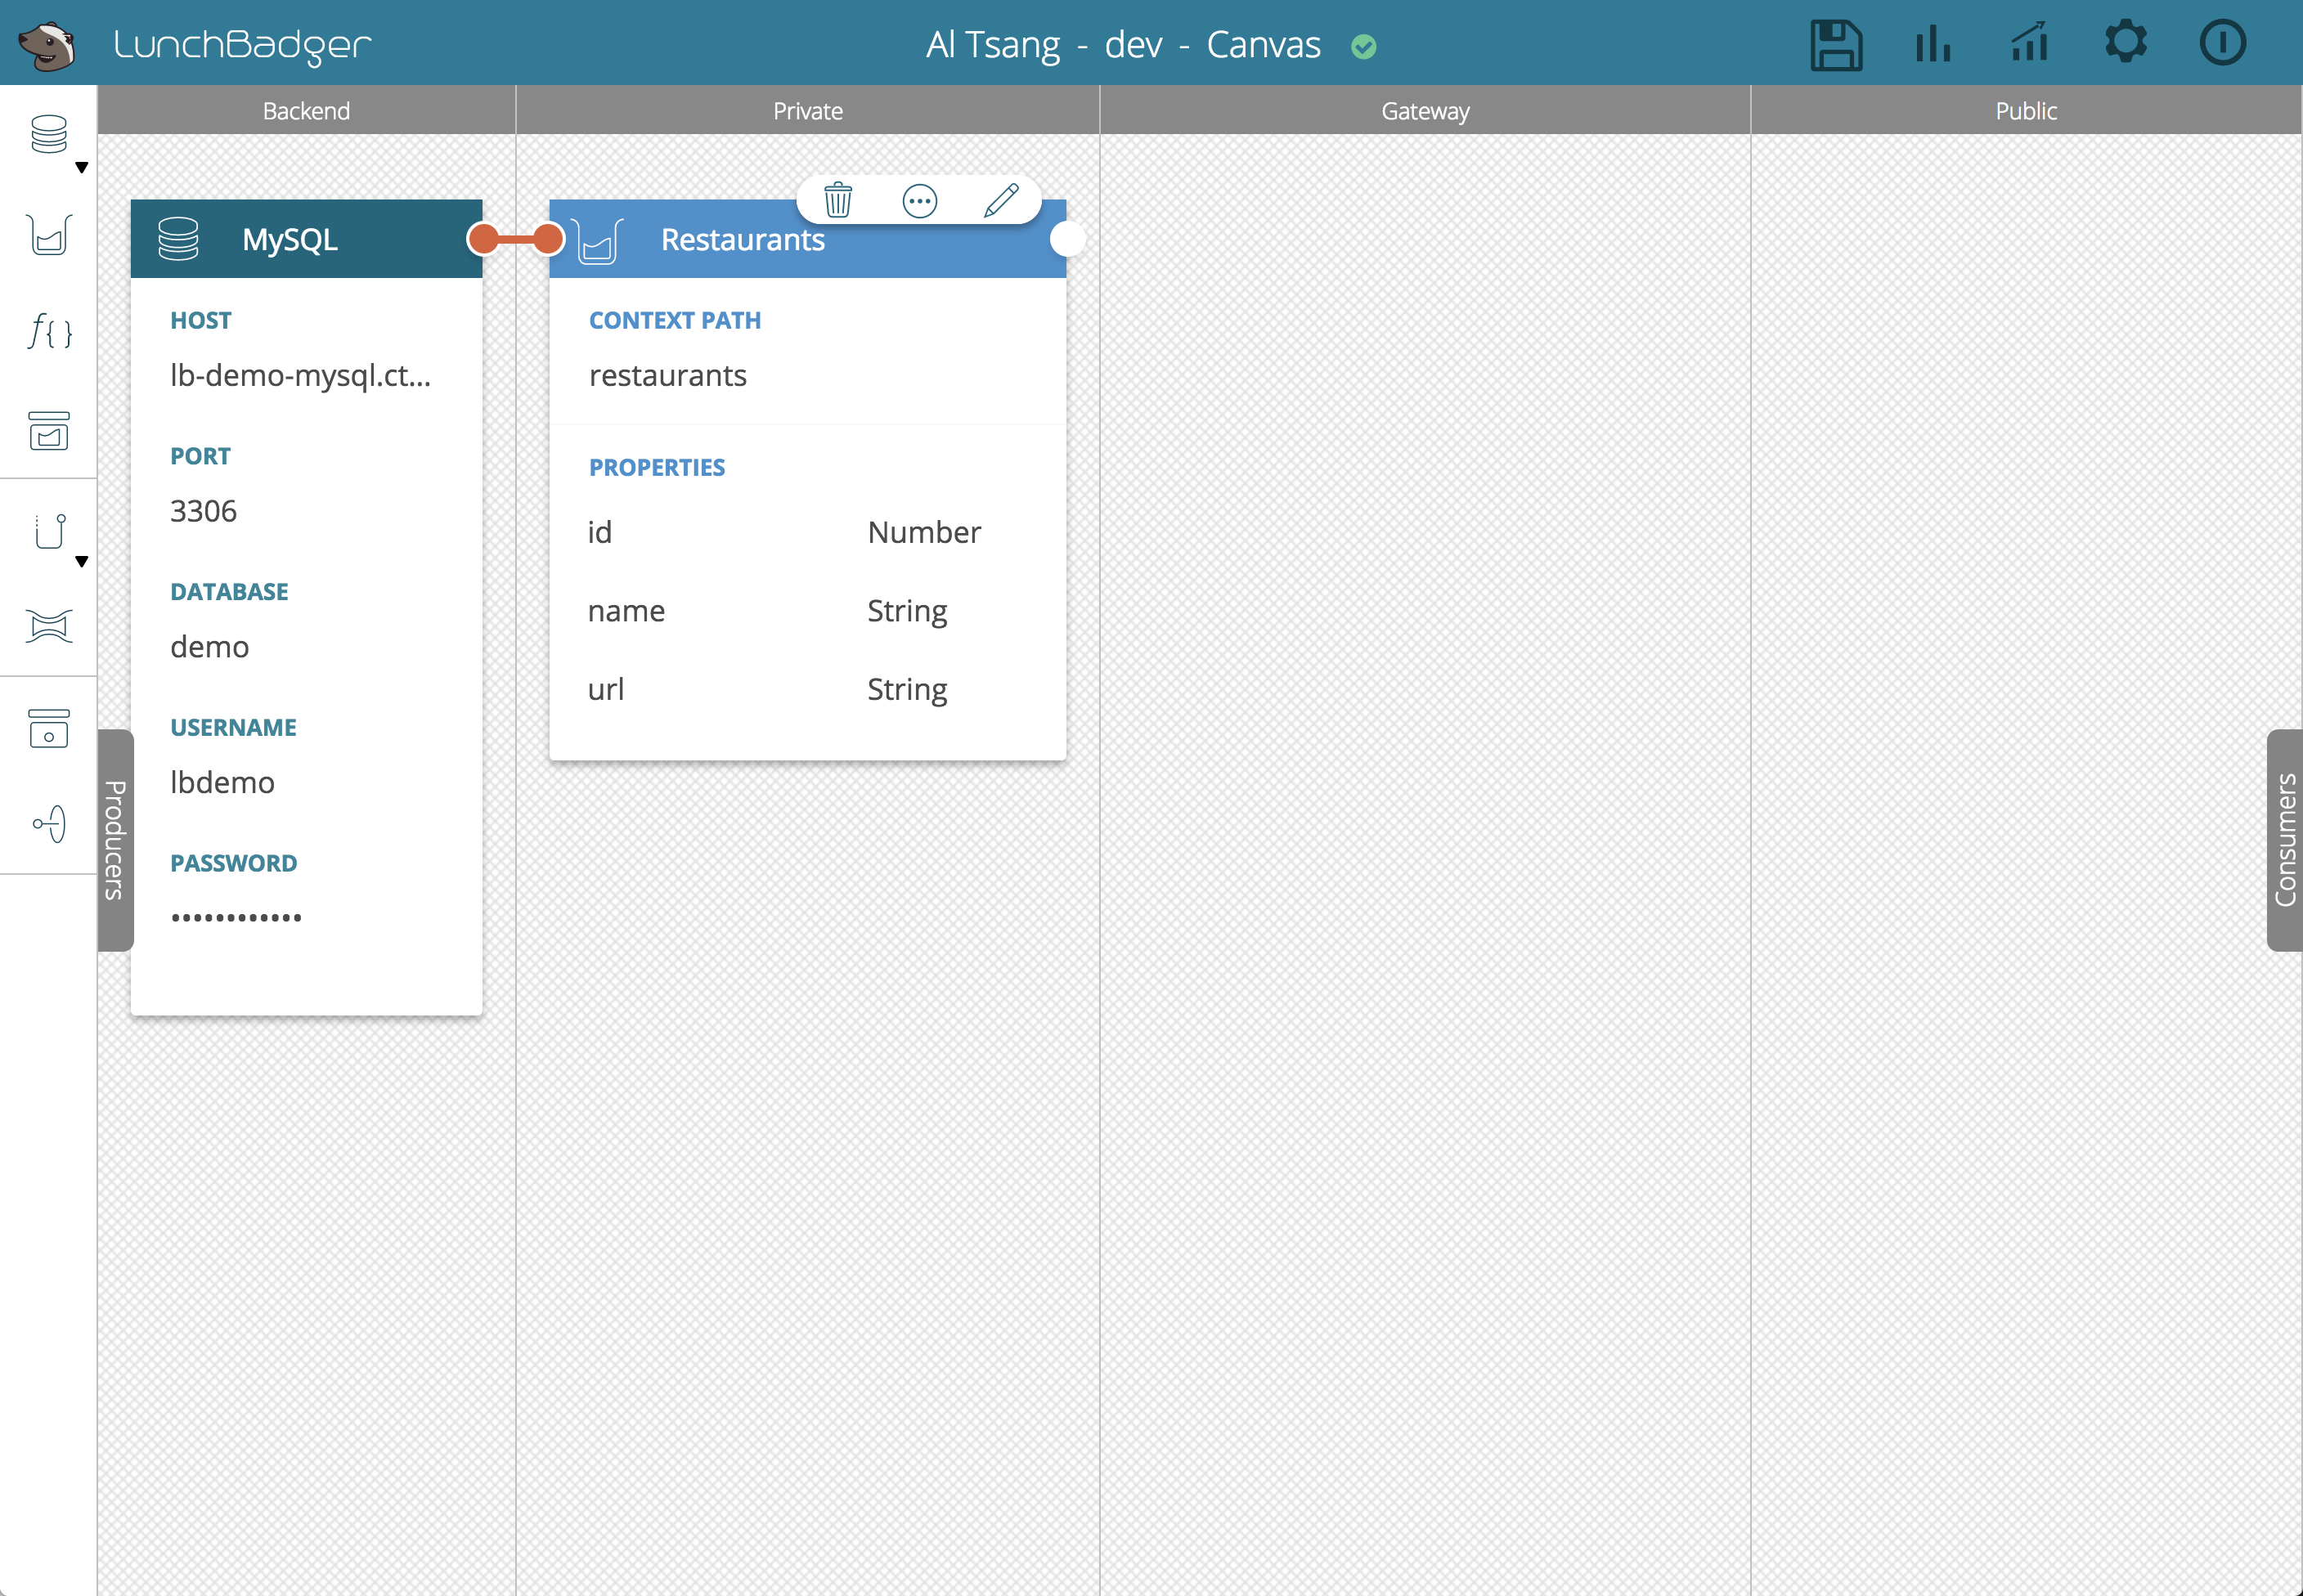 LunchBadger
Al Tsang - dev - Canvas
Backend
Private
Gateway
Public
MySQL
HOST
lb-demo-mysql.ct...
PORT
3306
DATABASE
demo
USERNAME
lbdemo
PASSWORD
••••••••••••
Restaurants
CONTEXT PATH
restaurants
PROPERTIES
id Number
name String
url String
f{}
Producers
Consumers